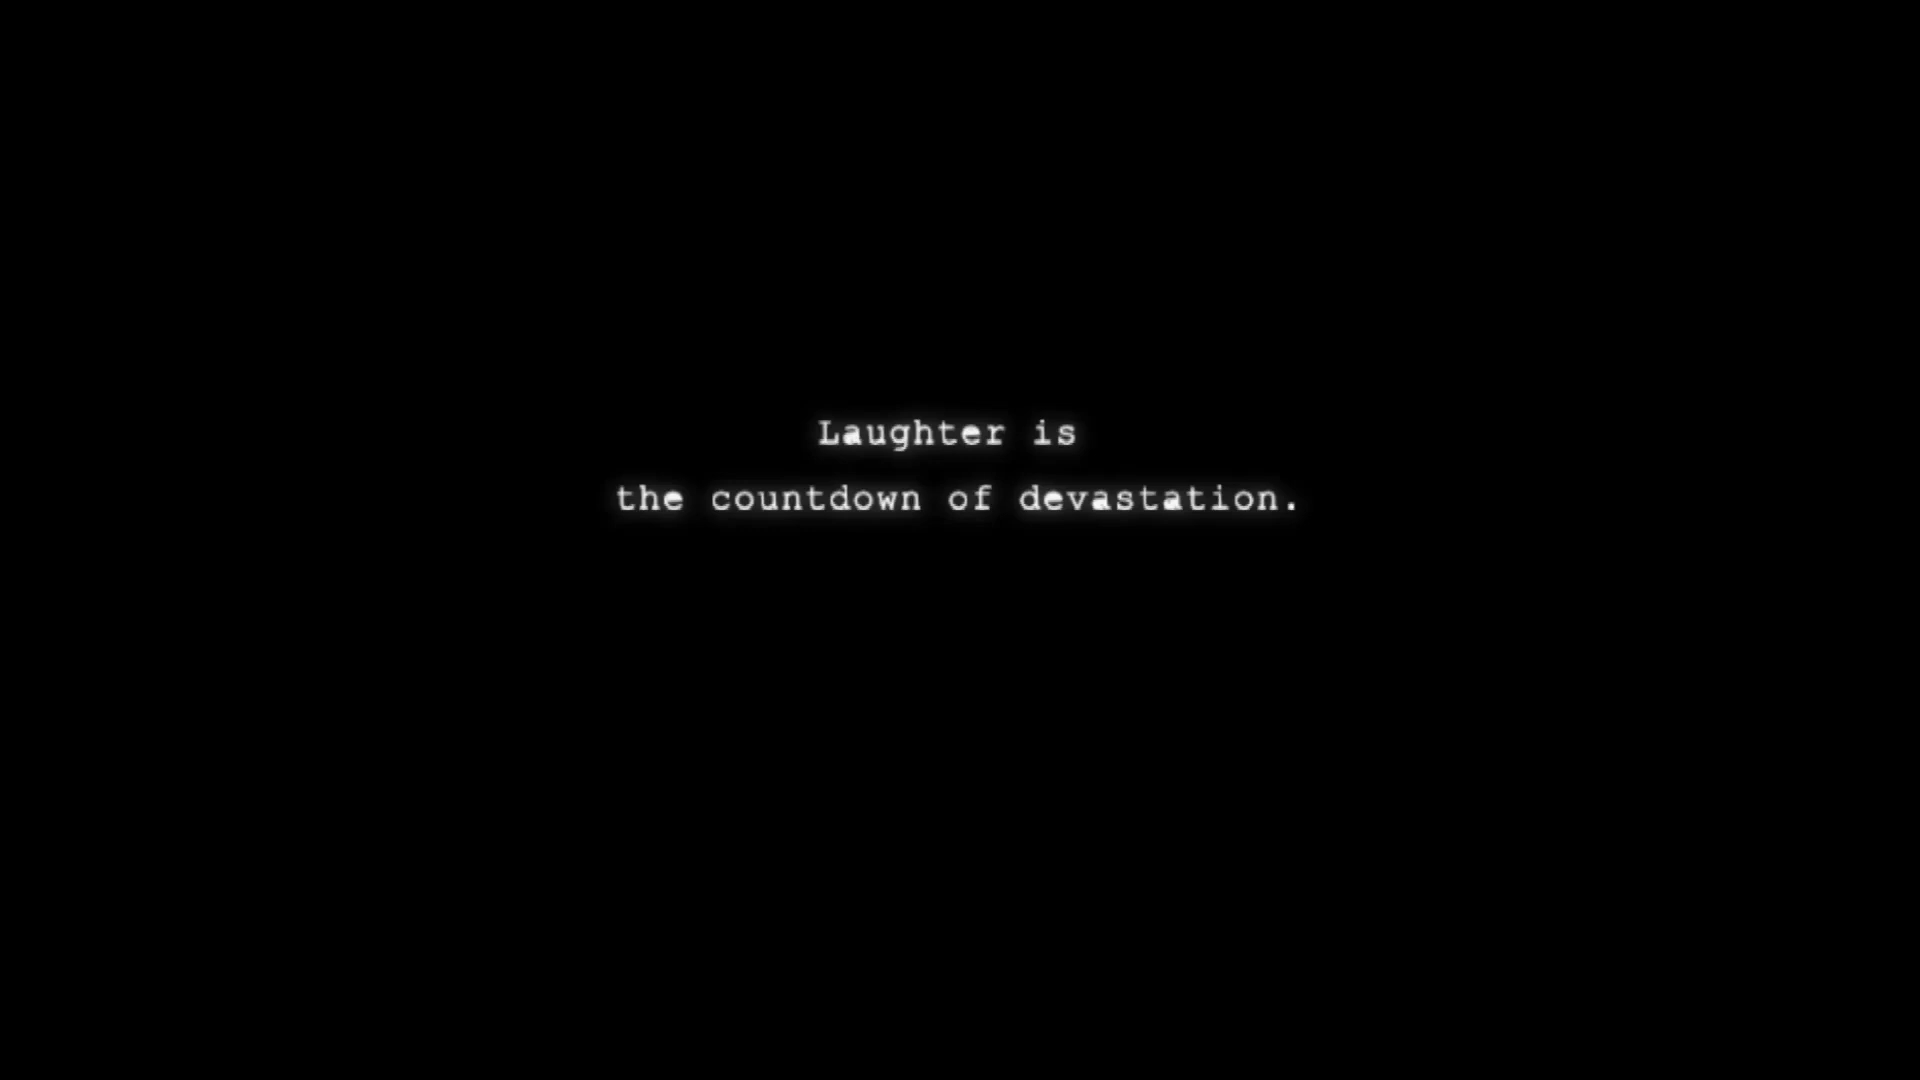 Laughter is
the countdown of devastation.